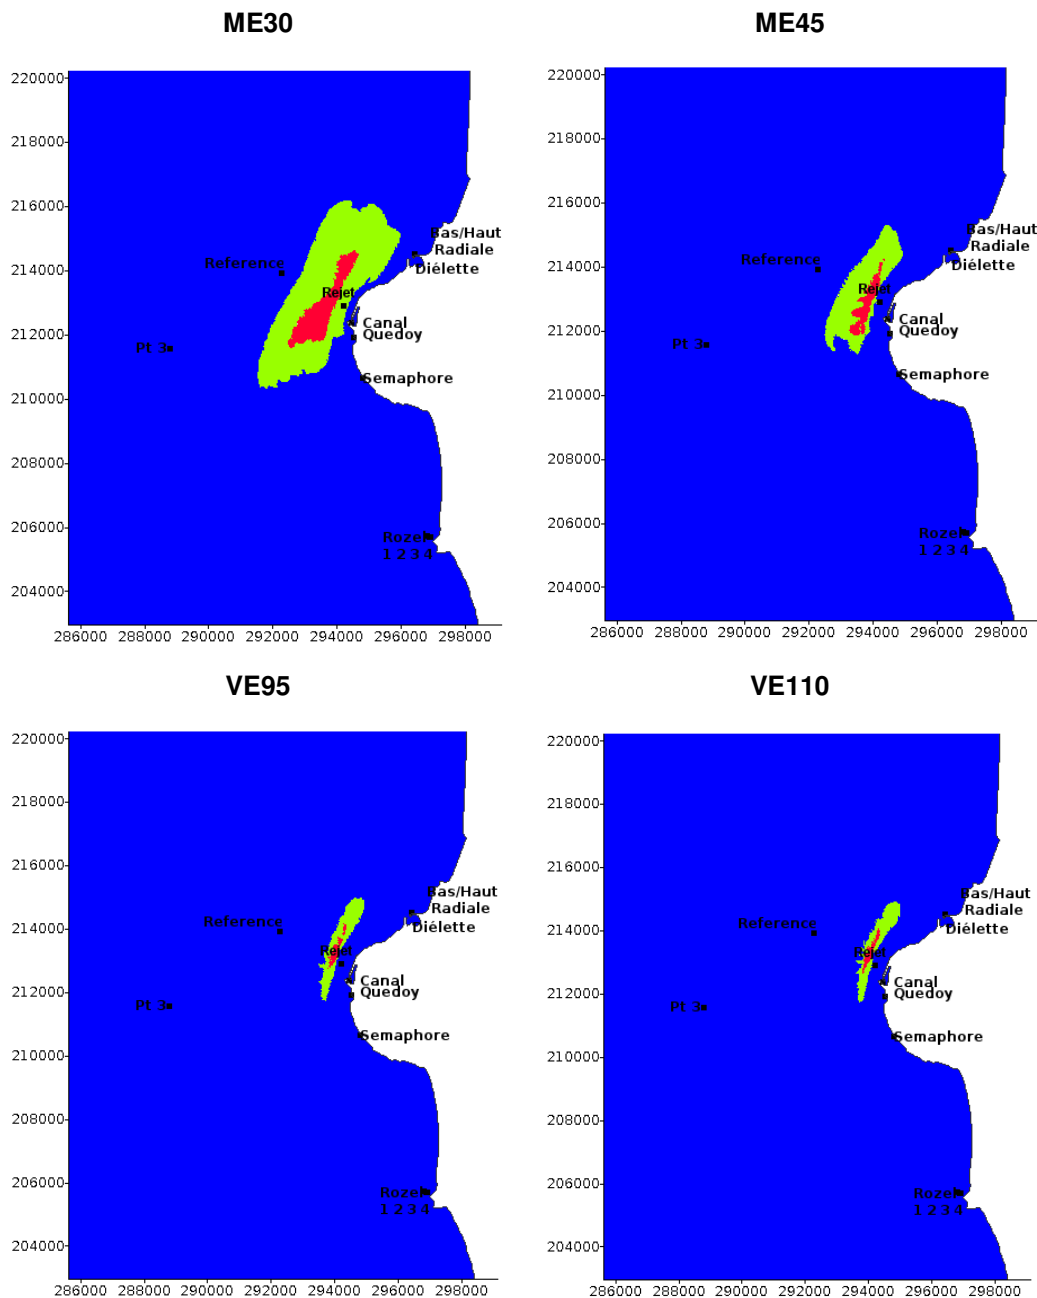 ME30
ME45
220000
218000
216000
214000
212000
210000
208000
206000
204000
286000 288000 290000 292000 294000 296000 298000
Bas/Haut
Radiale
Diélette
Reference
Rejet
Canal
Quedoy
Pt 3
Semaphore
Rozel
1 2 3 4
220000
218000
216000
214000
212000
210000
208000
206000
204000
286000 288000 290000 292000 294000 296000 298000
Bas/Haut
Radiale
Diélette
Reference
Rejet
Canal
Quedoy
Pt 3
Semaphore
Rozel
1 2 3 4
VE95
VE110
220000
218000
216000
214000
212000
210000
208000
206000
204000
286000 288000 290000 292000 294000 296000 298000
Bas/Haut
Radiale
Diélette
Reference
Rejet
Canal
Quedoy
Pt 3
Semaphore
Rozel
1 2 3 4
220000
218000
216000
214000
212000
210000
208000
206000
204000
286000 288000 290000 292000 294000 296000 298000
Bas/Haut
Radiale
Diélette
Reference
Rejet
Canal
Quedoy
Pt 3
Semaphore
Rozel
1 2 3 4